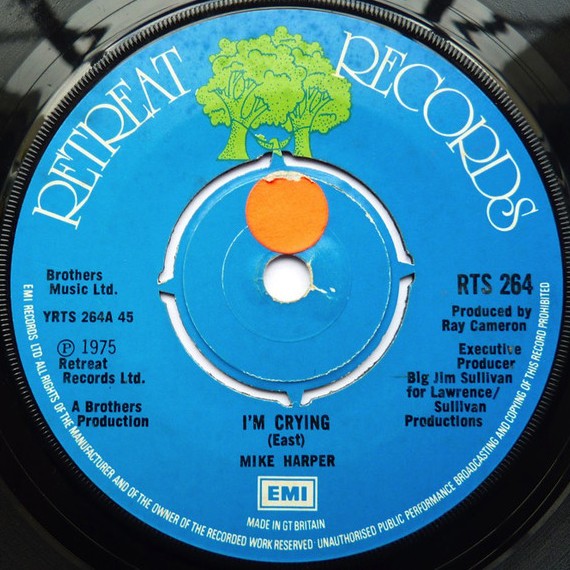 RETREAT RECORDS
Brothers
Music Ltd.
YRTS 264A 45
Ⓟ 1975
Retreat
Records Ltd.
A Brothers
Production
RTS 264
Produced by
Ray Cameron
Executive
Producer
Big Jim Sullivan
for Lawrence/
Sullivan
Productions
I'M CRYING
(East)
MIKE HARPER
EMI
MADE IN GT BRITAIN
EMI RECORDS LTD ALL RIGHTS OF THE MANUFACTURER AND OF THE OWNER OF THE RECORDED WORK RESERVED · UNAUTHORISED PUBLIC PERFORMANCE BROADCASTING AND COPYING OF THIS RECORD PROHIBITED